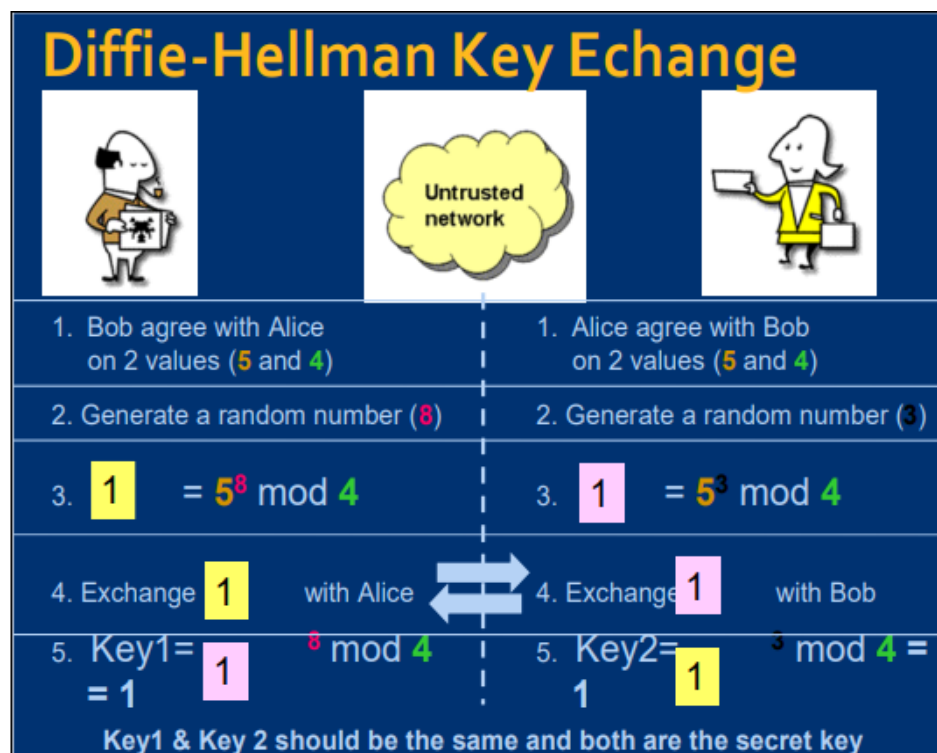 Diffie-Hellman Key Echange
Untrusted
network
1. Bob agree with Alice
on 2 values (5 and 4)
1. Alice agree with Bob
on 2 values (5 and 4)
2. Generate a random number (8)
2. Generate a random number (3)
3. 1 = 5⁸ mod 4
3. 1 = 5³ mod 4
4. Exchange 1 with Alice
4. Exchange 1 with Bob
5. Key1= 1 ⁸ mod 4
= 1
5. Key2= 1 ³ mod 4 =
1
Key1 & Key 2 should be the same and both are the secret key